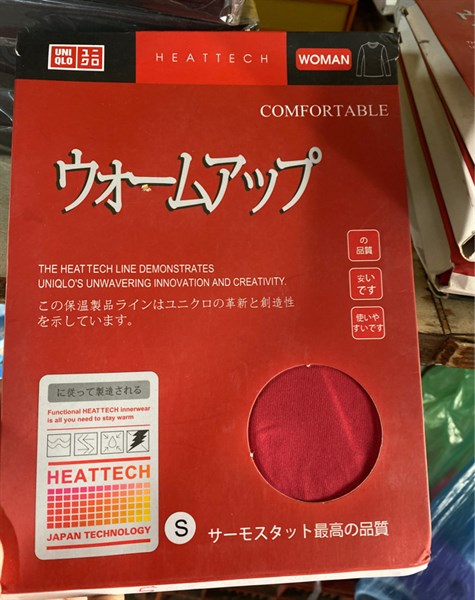 UNI QLO
ユニ クロ
HEATTECH
WOMAN
COMFORTABLE
ウォームアップ
の
品質
安い
です
使いや
すいです
THE HEATTECH LINE DEMONSTRATES
UNIQLO'S UNWAVERING INNOVATION AND CREATIVITY.
この保温製品ラインはユニクロの革新と創造性
を示しています。
に従って製造される
Functional HEATTECH innerwear
is all you need to stay warm
HEATTECH
JAPAN TECHNOLOGY
S
サーモスタット最高の品質